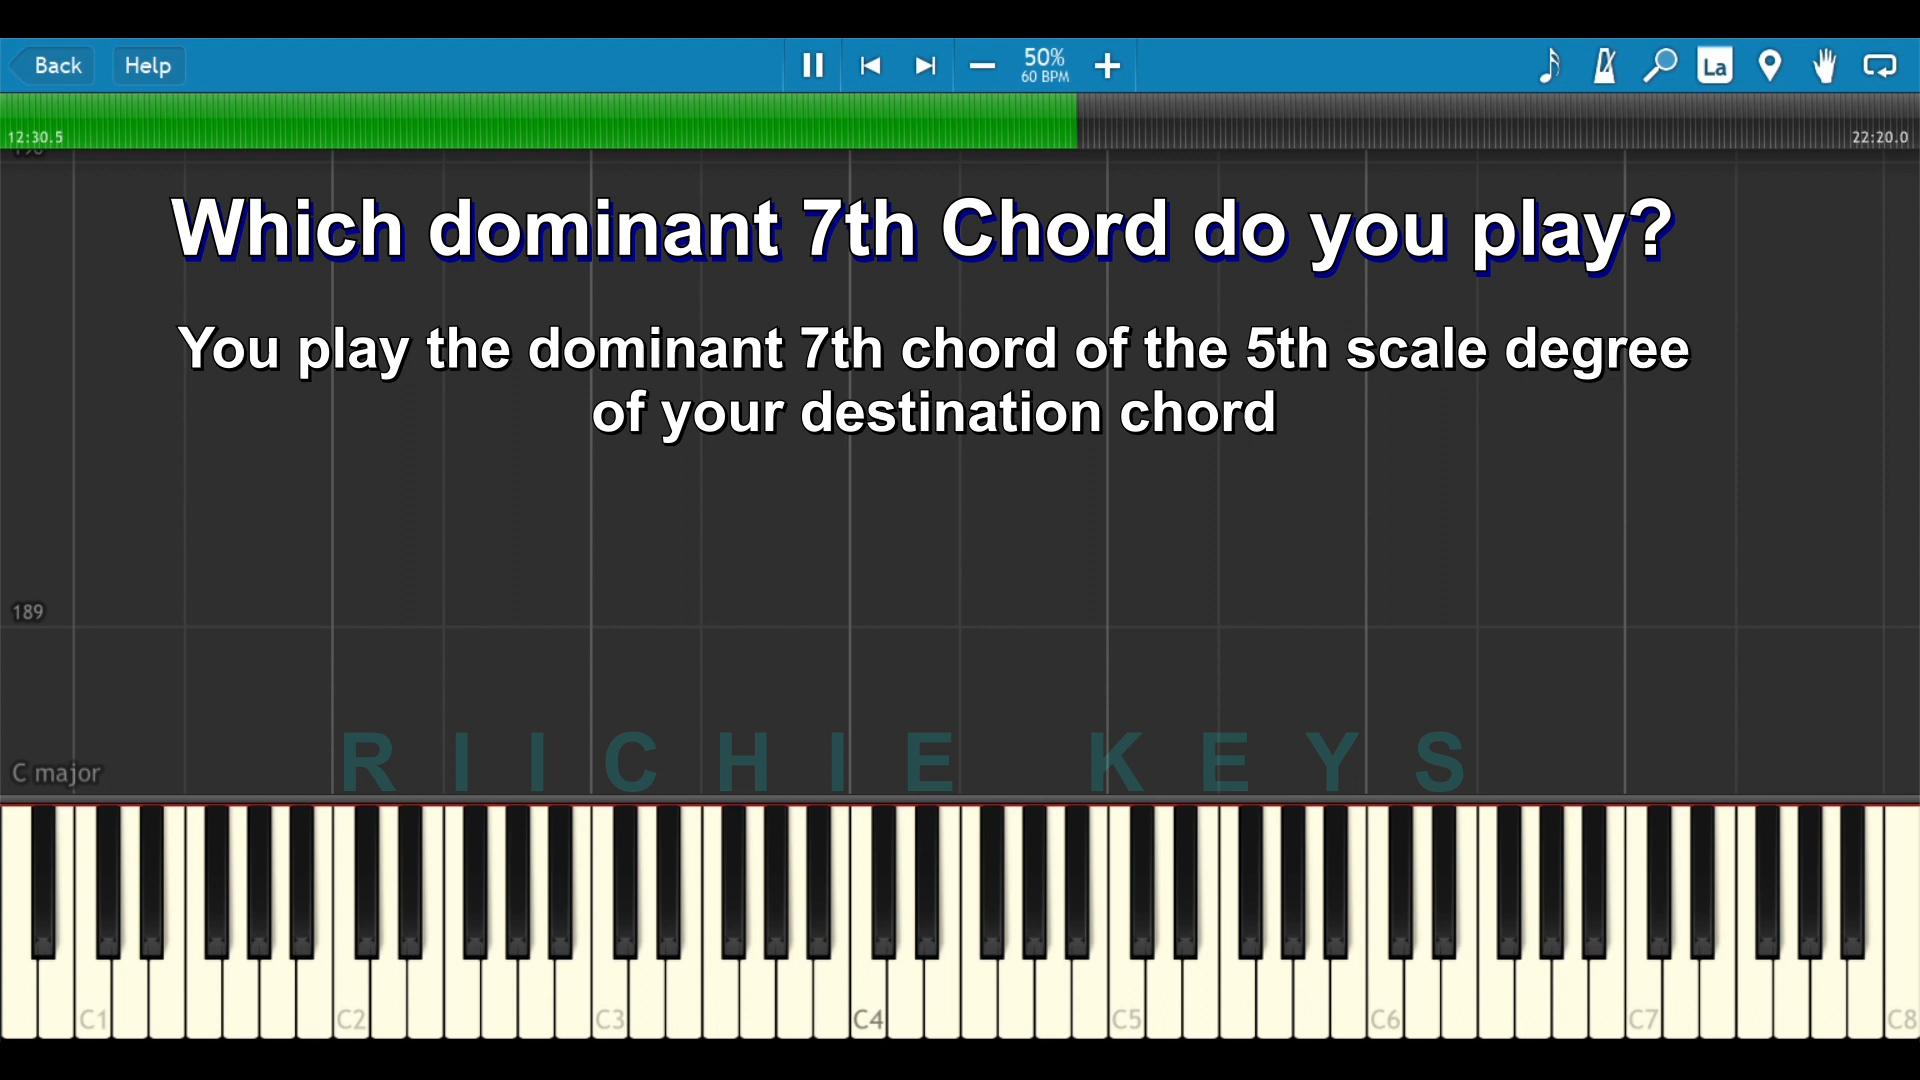 Back
Help
50%
60 BPM
La
12:30.5
22:20.0
Which dominant 7th Chord do you play?
You play the dominant 7th chord of the 5th scale degree
of your destination chord
189
R I I C H I E K E Y S
C major
C1
C2
C3
C4
C5
C6
C7
C8